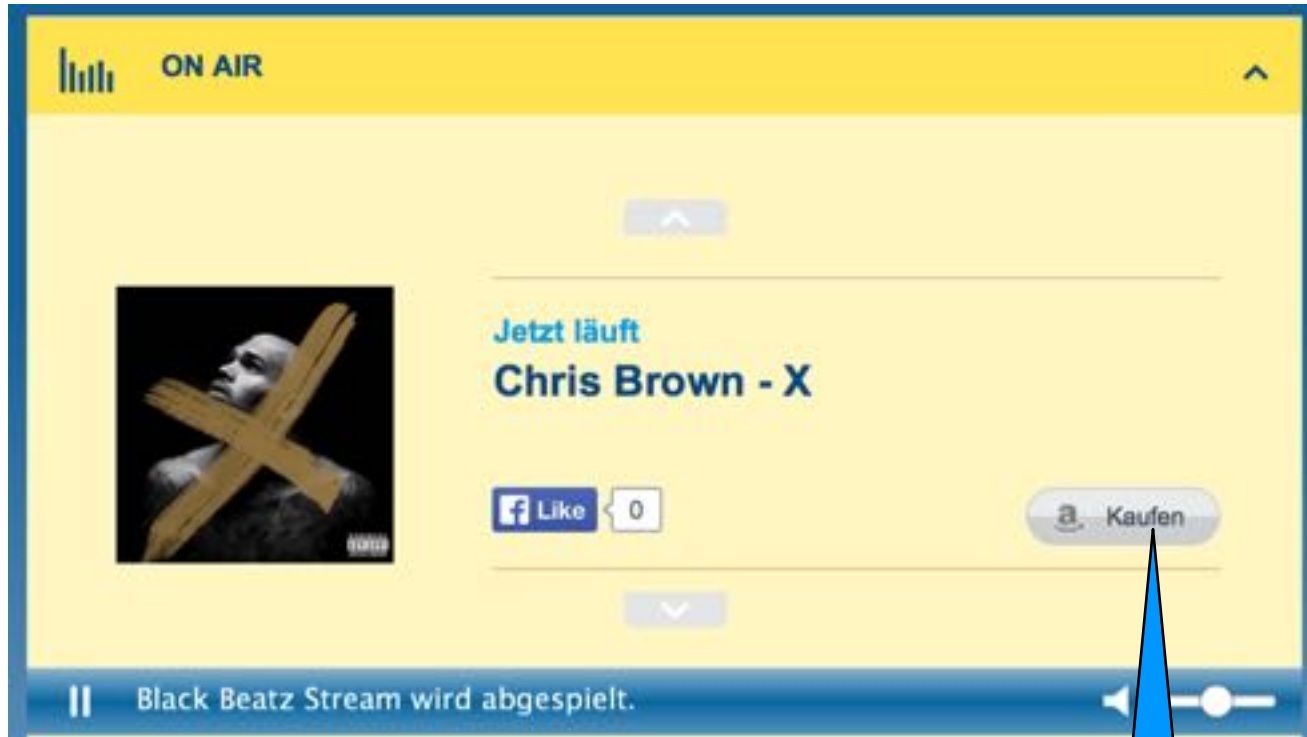 ON AIR
Jetzt läuft
Chris Brown - X
Like 0
a Kaufen
Black Beatz Stream wird abgespielt.